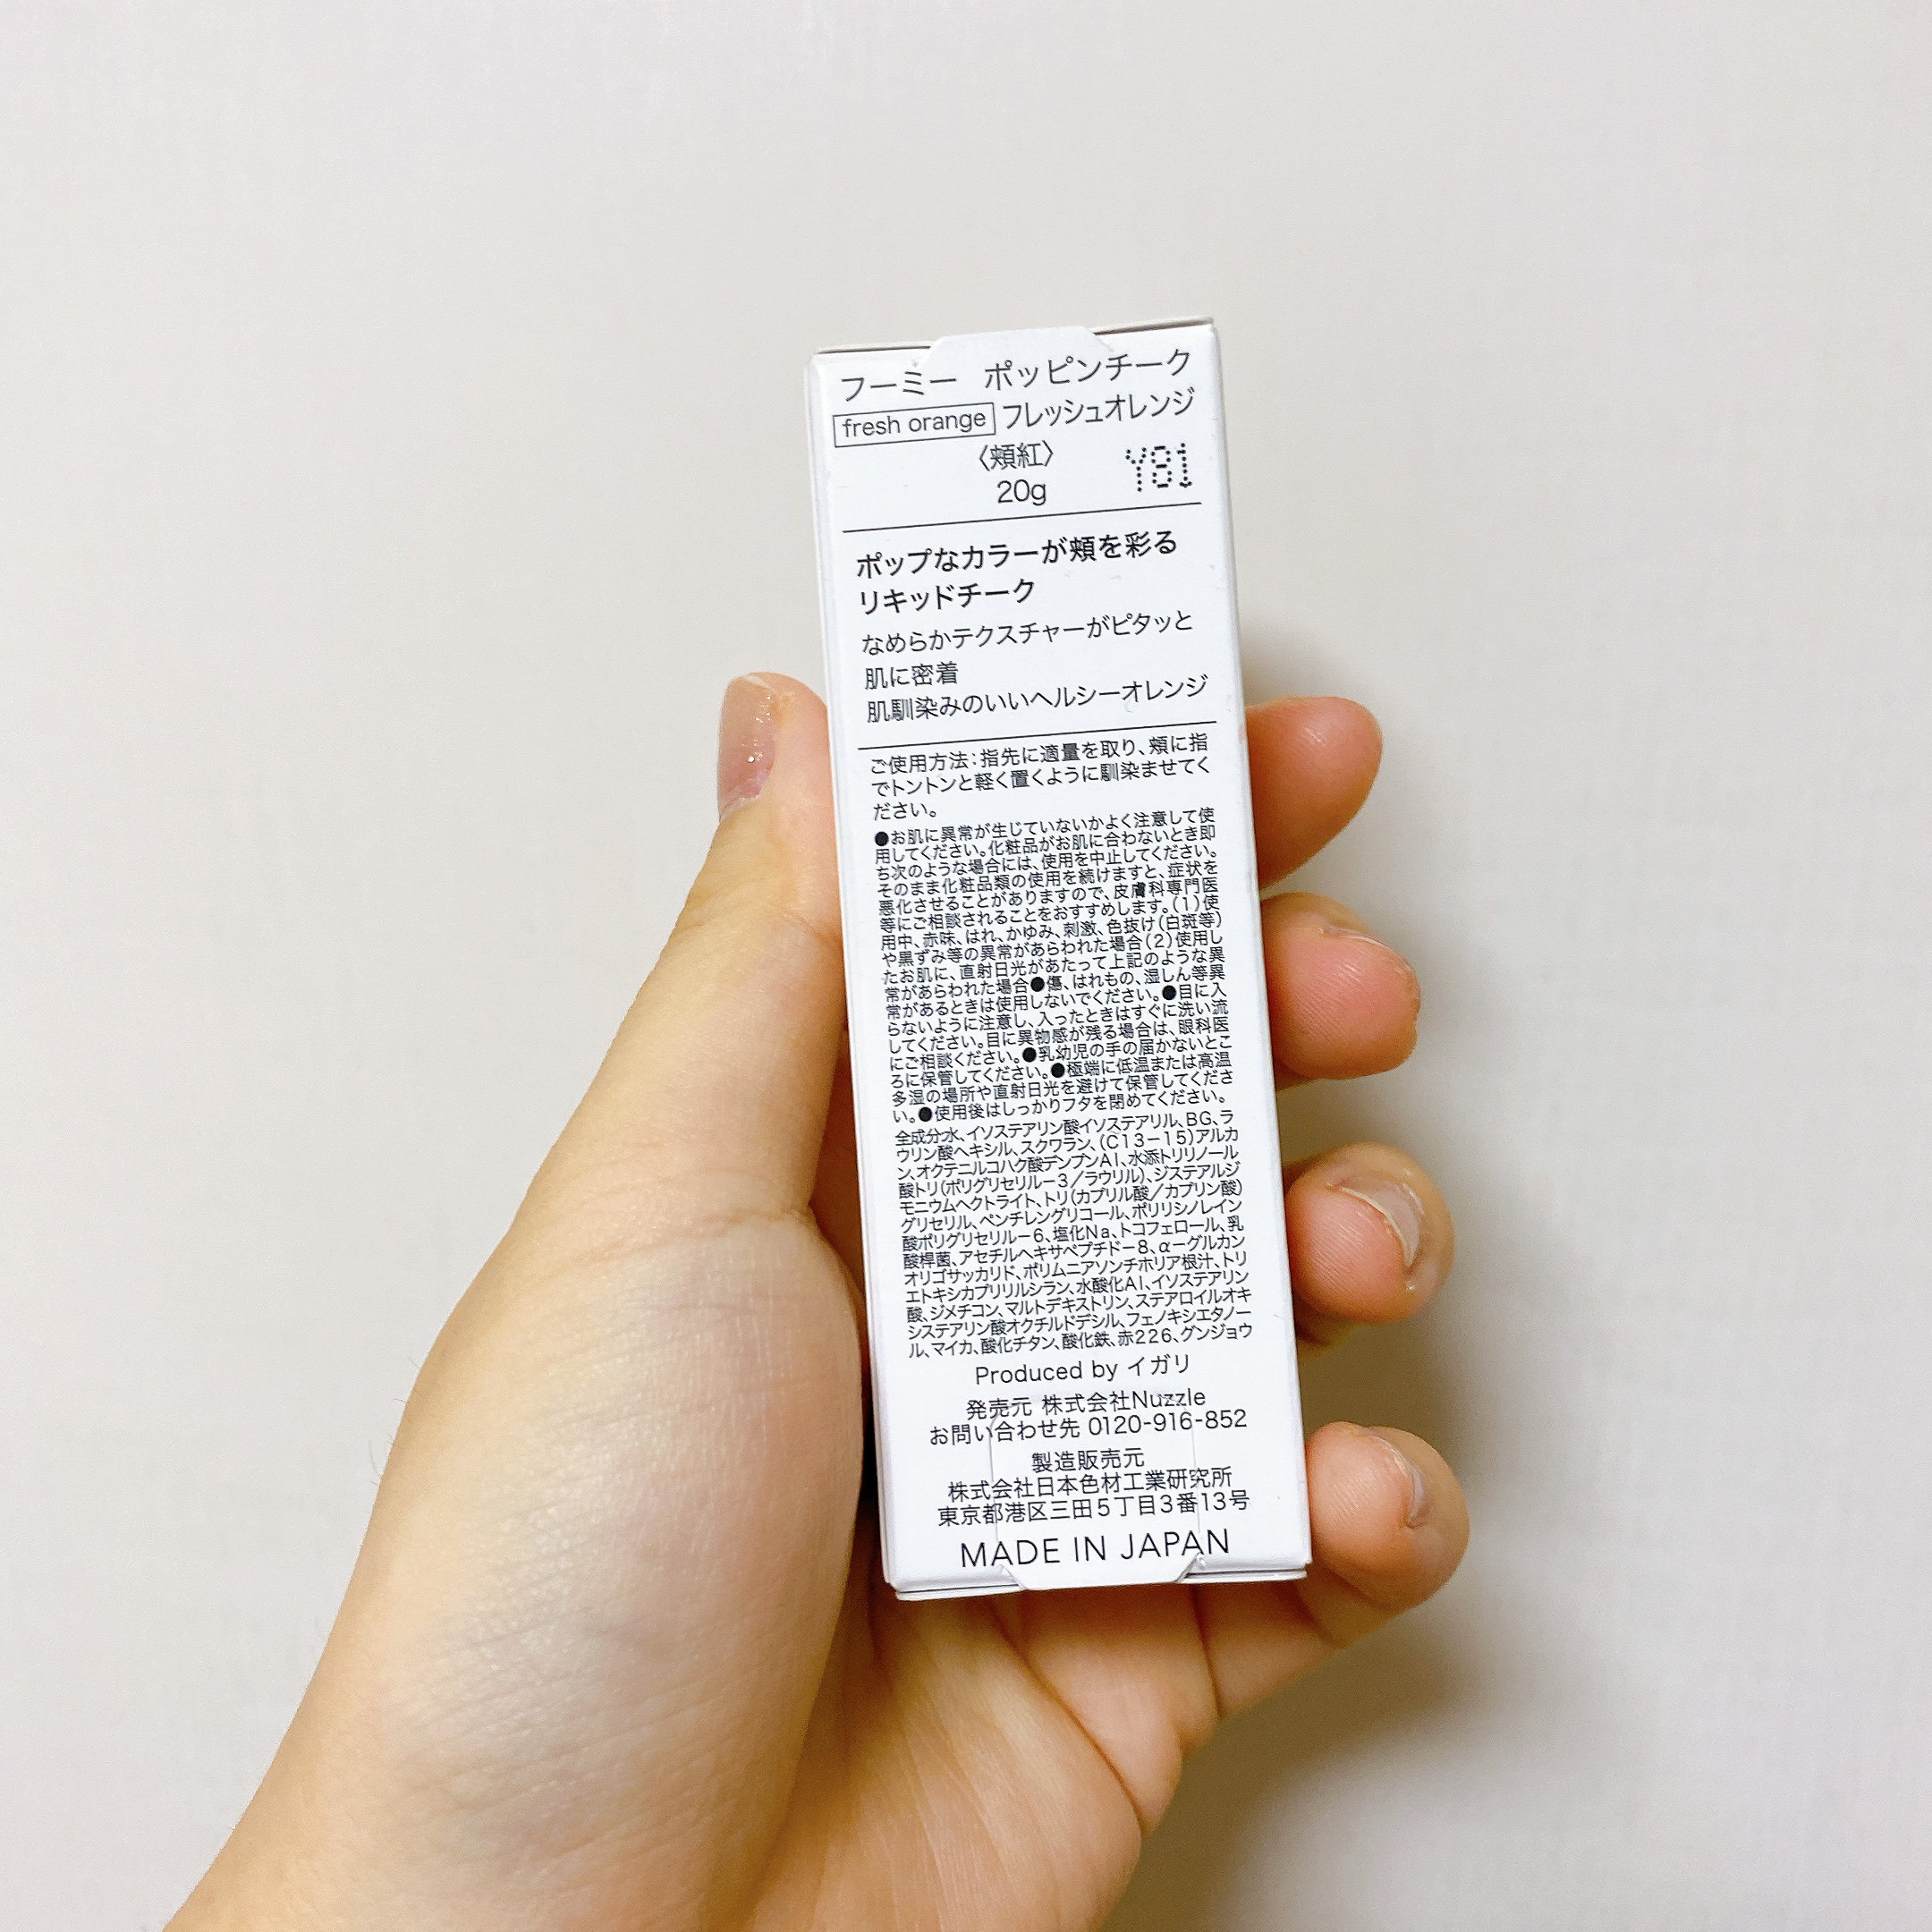 フーミー ポッピンチーク
fresh orange フレッシュオレンジ
〈頬紅〉
20g Y81
ポップなカラーが頬を彩る
リキッドチーク
なめらかテクスチャーがピタッと
肌に密着
肌馴染みのいいヘルシーオレンジ
ご使用方法:指先に適量を取り、頬に指
でトントンと軽く置くように馴染ませてく
ださい。
●お肌に異常が生じていないかよく注意して使
用してください。化粧品がお肌に合わないとき即
ち次のような場合には、使用を中止してください。
そのまま化粧品類の使用を続けますと、症状を
悪化させることがありますので、皮膚科専門医
等にご相談されることをおすすめします。(1)使
用中、赤味、はれ、かゆみ、刺激、色抜け(白斑等)
や黒ずみ等の異常があらわれた場合(2)使用し
たお肌に、直射日光があたって上記のような異
常があらわれた場合●傷、はれもの、湿しん等異
常があるときは使用しないでください。●目に入
らないように注意し、入ったときはすぐに洗い流
してください。目に異物感が残る場合は、眼科医
にご相談ください。●乳幼児の手の届かないとこ
ろに保管してください。●極端に低温または高温
多湿の場所や直射日光を避けて保管してくださ
い。●使用後はしっかりフタを閉めてください。
全成分:水、イソステアリン酸イソステアリル、BG、ラ
ウリン酸ヘキシル、スクワラン、(C13-15)アルカ
ン、オクテニルコハク酸デンプンAl、水添トリリノール
酸トリ(ポリグリセリル-3/ラウリル)、ジステアルジ
モニウムヘクトライト、トリ(カプリル酸/カプリン酸)
グリセリル、ペンチレングリコール、ポリリシノレイン
酸ポリグリセリル-6、塩化Na、トコフェロール、乳
酸桿菌、アセチルヘキサペプチド-8、α-グルカン
オリゴサッカリド、ポリムニアソンチホリア根汁、トリ
エトキシカプリリルシラン、水酸化Al、イソステアリン
酸、ジメチコン、マルトデキストリン、ステアロイルオキ
システアリン酸オクチルドデシル、フェノキシエタノー
ル、マイカ、酸化チタン、酸化鉄、赤226、グンジョウ
Produced by イガリ
発売元 株式会社Nuzzle
お問い合わせ先 0120-916-852
製造販売元
株式会社日本色材工業研究所
東京都港区三田5丁目3番13号
MADE IN JAPAN